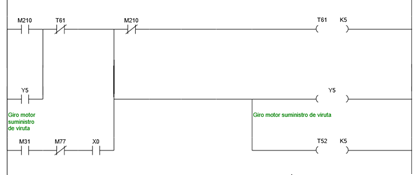 M210 T61 M210 T61 K5
Y5 Y5
Giro motor
suministro
de viruta
Giro motor suministro de viruta
M31 M77 X0 T52 K5